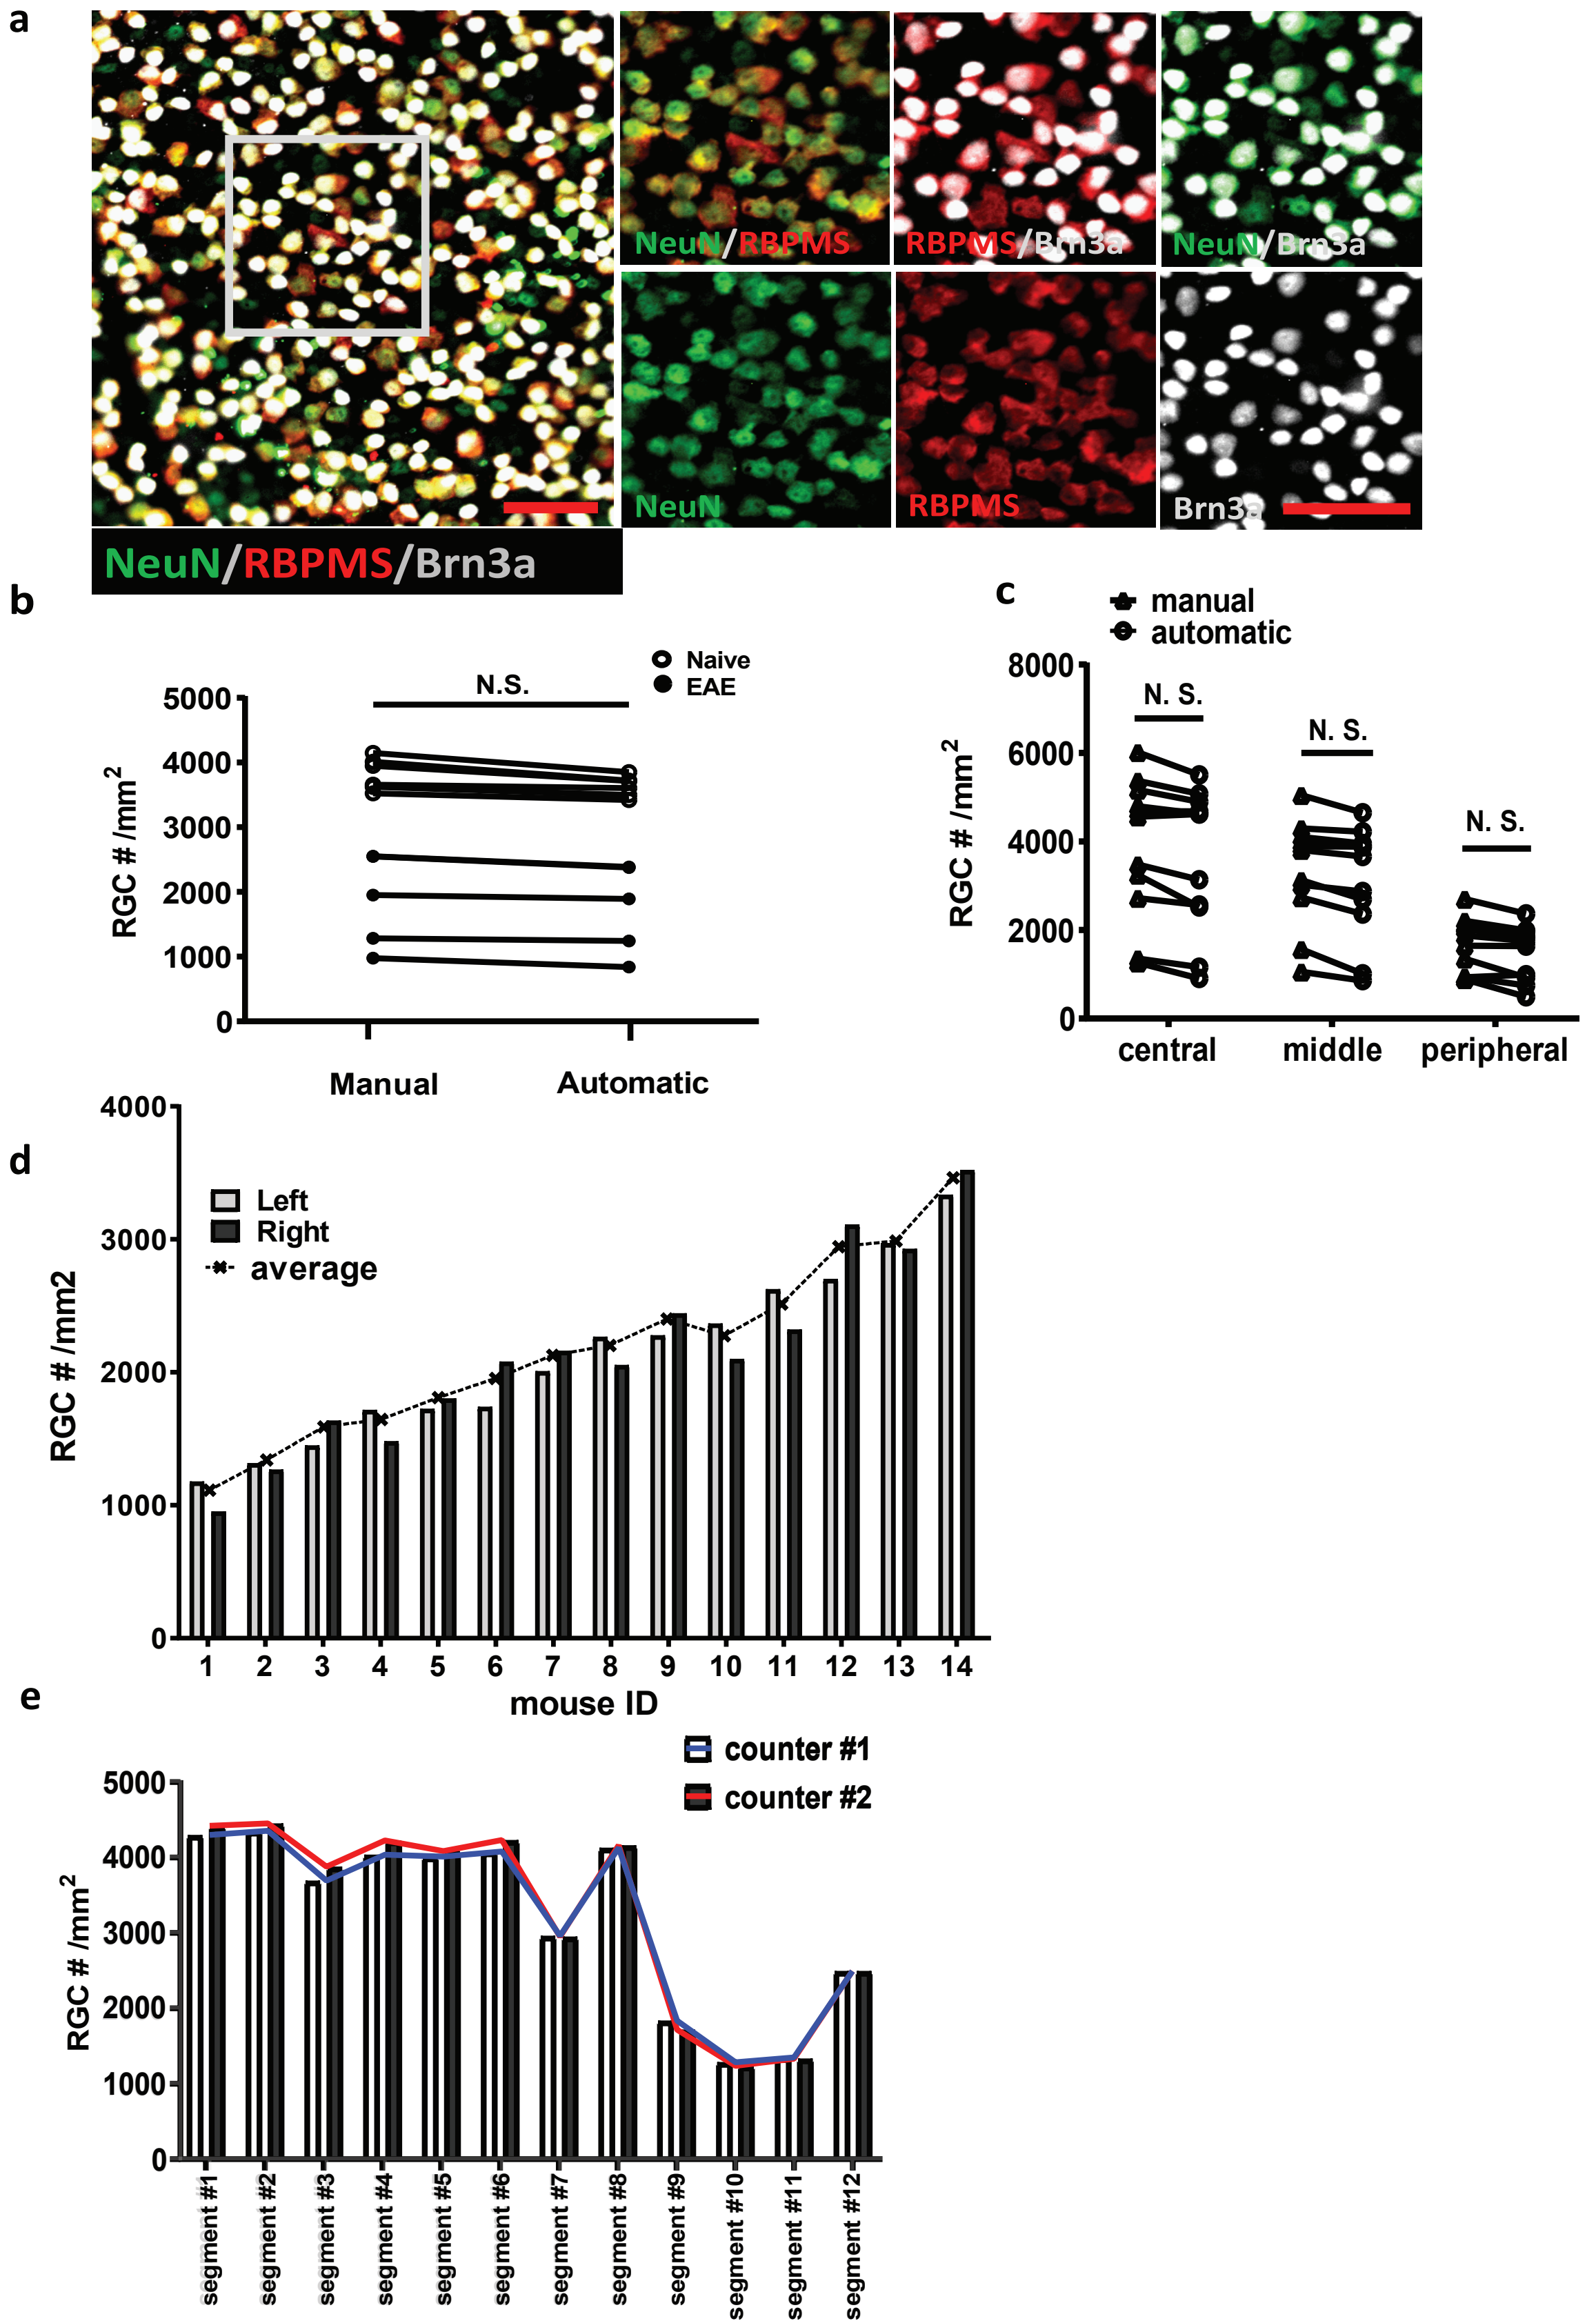 a
NeuN/RBPMS
RBPMS/Brn3a
NeuN/Brn3a
NeuN
RBPMS
Brn3a
NeuN/RBPMS/Brn3a
b
Naive
EAE
N.S.
5000
4000
3000
2000
1000
0
RGC # /mm2
Manual
Automatic
c
manual
automatic
8000
6000
4000
2000
0
RGC # /mm2
N. S.
N. S.
N. S.
central
middle
peripheral
d
Left
Right
average
4000
3000
2000
1000
0
RGC # /mm2
1 2 3 4 5 6 7 8 9 10 11 12 13 14
mouse ID
e
counter #1
counter #2
5000
4000
3000
2000
1000
0
RGC # /mm2
segment #1
segment #2
segment #3
segment #4
segment #5
segment #6
segment #7
segment #8
segment #9
segment #10
segment #11
segment #12